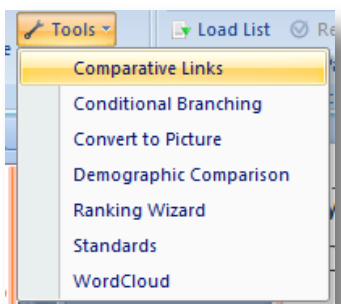 Tools Load List
Comparative Links
Conditional Branching
Convert to Picture
Demographic Comparison
Ranking Wizard
Standards
WordCloud